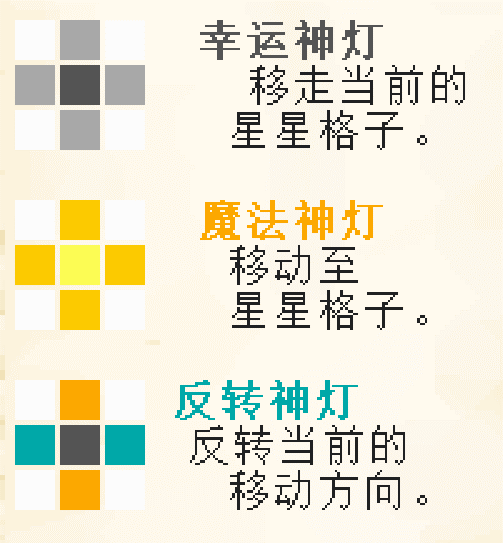 幸运神灯
移走当前的
星星格子。
魔法神灯
移动至
星星格子。
反转神灯
反转当前的
移动方向。